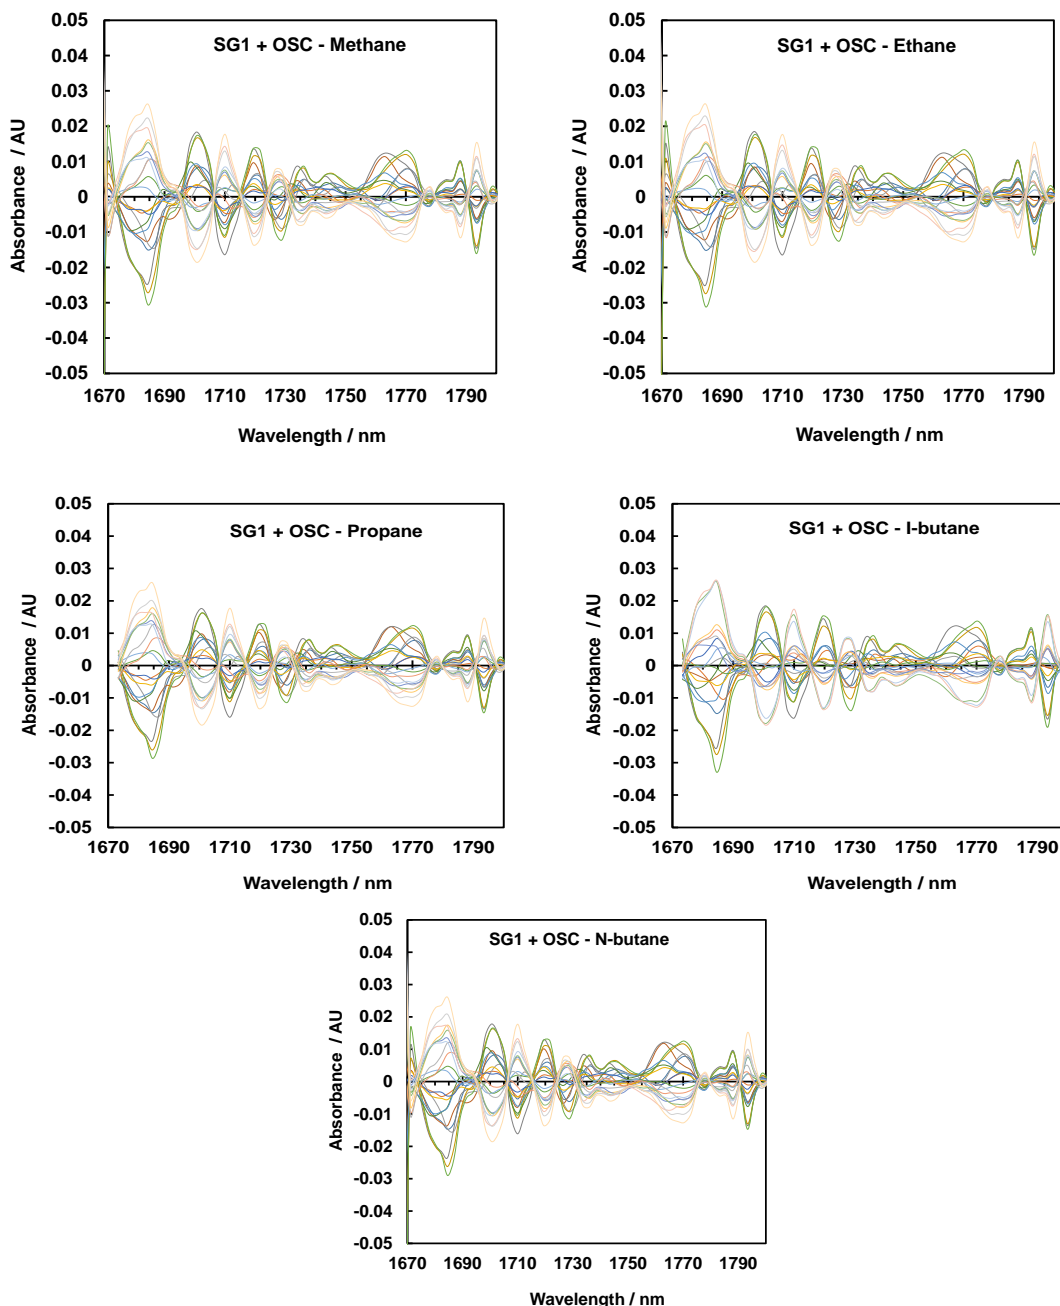 SG1 + OSC - Methane
0.05
0.04
0.03
0.02
0.01
0
-0.01
-0.02
-0.03
-0.04
-0.05
Absorbance / AU
1670 1690 1710 1730 1750 1770 1790
Wavelength / nm
SG1 + OSC - Ethane
0.05
0.04
0.03
0.02
0.01
0
-0.01
-0.02
-0.03
-0.04
-0.05
Absorbance / AU
1670 1690 1710 1730 1750 1770 1790
Wavelength / nm
SG1 + OSC - Propane
0.05
0.04
0.03
0.02
0.01
0
-0.01
-0.02
-0.03
-0.04
-0.05
Absorbance / AU
1670 1690 1710 1730 1750 1770 1790
Wavelength / nm
SG1 + OSC - I-butane
0.05
0.04
0.03
0.02
0.01
0
-0.01
-0.02
-0.03
-0.04
-0.05
Absorbance / AU
1670 1690 1710 1730 1750 1770 1790
Wavelength / nm
SG1 + OSC - N-butane
0.05
0.04
0.03
0.02
0.01
0
-0.01
-0.02
-0.03
-0.04
-0.05
Absorbance / AU
1670 1690 1710 1730 1750 1770 1790
Wavelength / nm